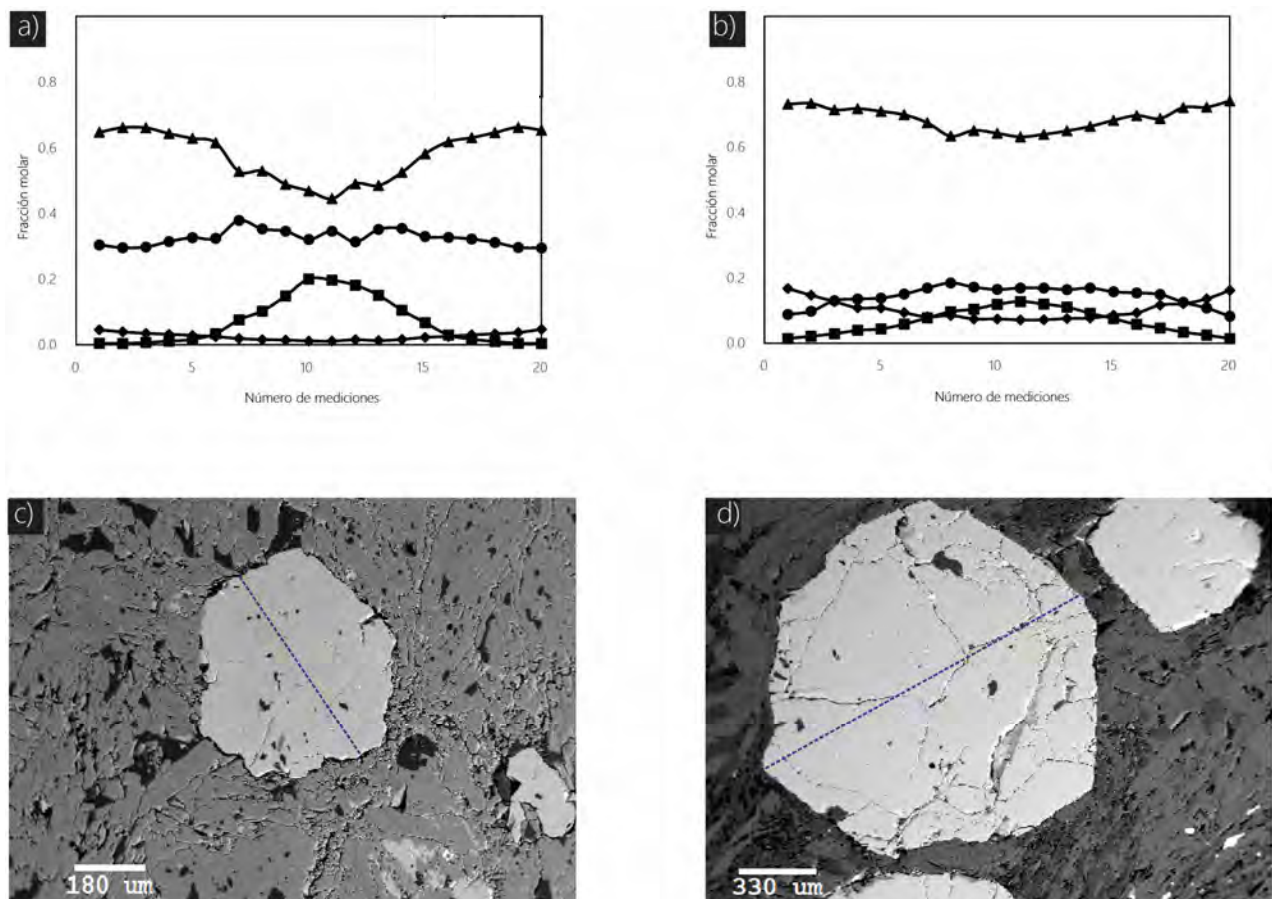 a)
Fracción molar
0.8
0.6
0.4
0.2
0.0
0 5 10 15 20
Número de mediciones
b)
Fracción molar
0.8
0.6
0.4
0.2
0.0
0 5 10 15 20
Número de mediciones
c)
180 um
d)
330 um